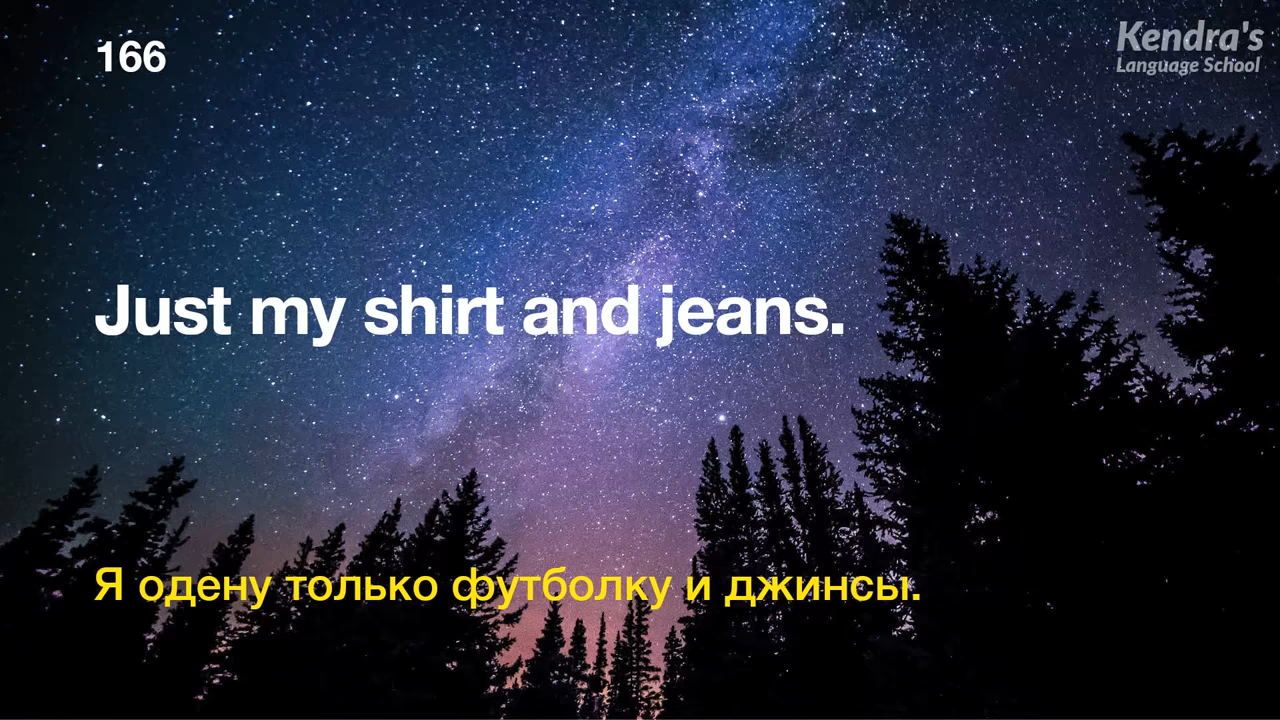 166
Kendra's
Language School
Just my shirt and jeans.
Я одену только футболку и джинсы.